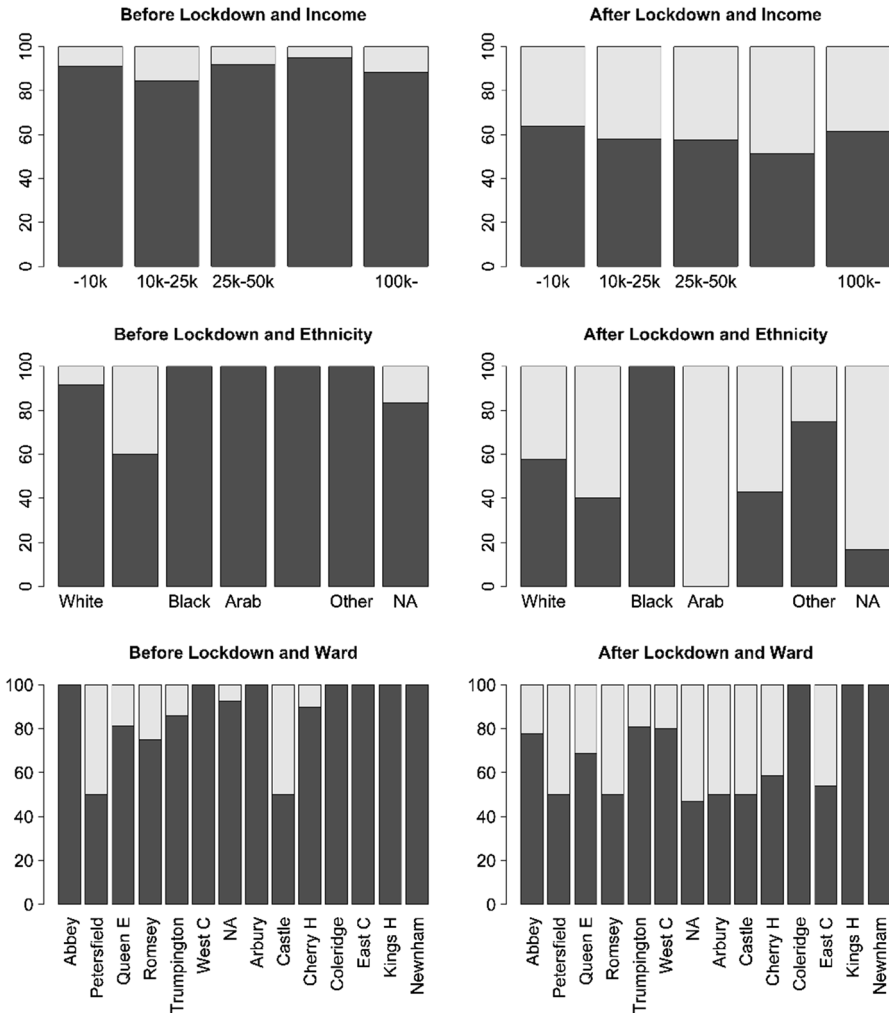 Before Lockdown and Income
After Lockdown and Income
100
80
60
40
20
0
-10k 10k-25k 25k-50k 100k-
100
80
60
40
20
0
-10k 10k-25k 25k-50k 100k-
Before Lockdown and Ethnicity
After Lockdown and Ethnicity
100
80
60
40
20
0
White Black Arab Other NA
100
80
60
40
20
0
White Black Arab Other NA
Before Lockdown and Ward
After Lockdown and Ward
100
80
60
40
20
0
Abbey
Petersfield
Queen E
Romsey
Trumpington
West C
NA
Arbury
Castle
Cherry H
Coleridge
East C
Kings H
Newnham
100
80
60
40
20
0
Abbey
Petersfield
Queen E
Romsey
Trumpington
West C
NA
Arbury
Castle
Cherry H
Coleridge
East C
Kings H
Newnham